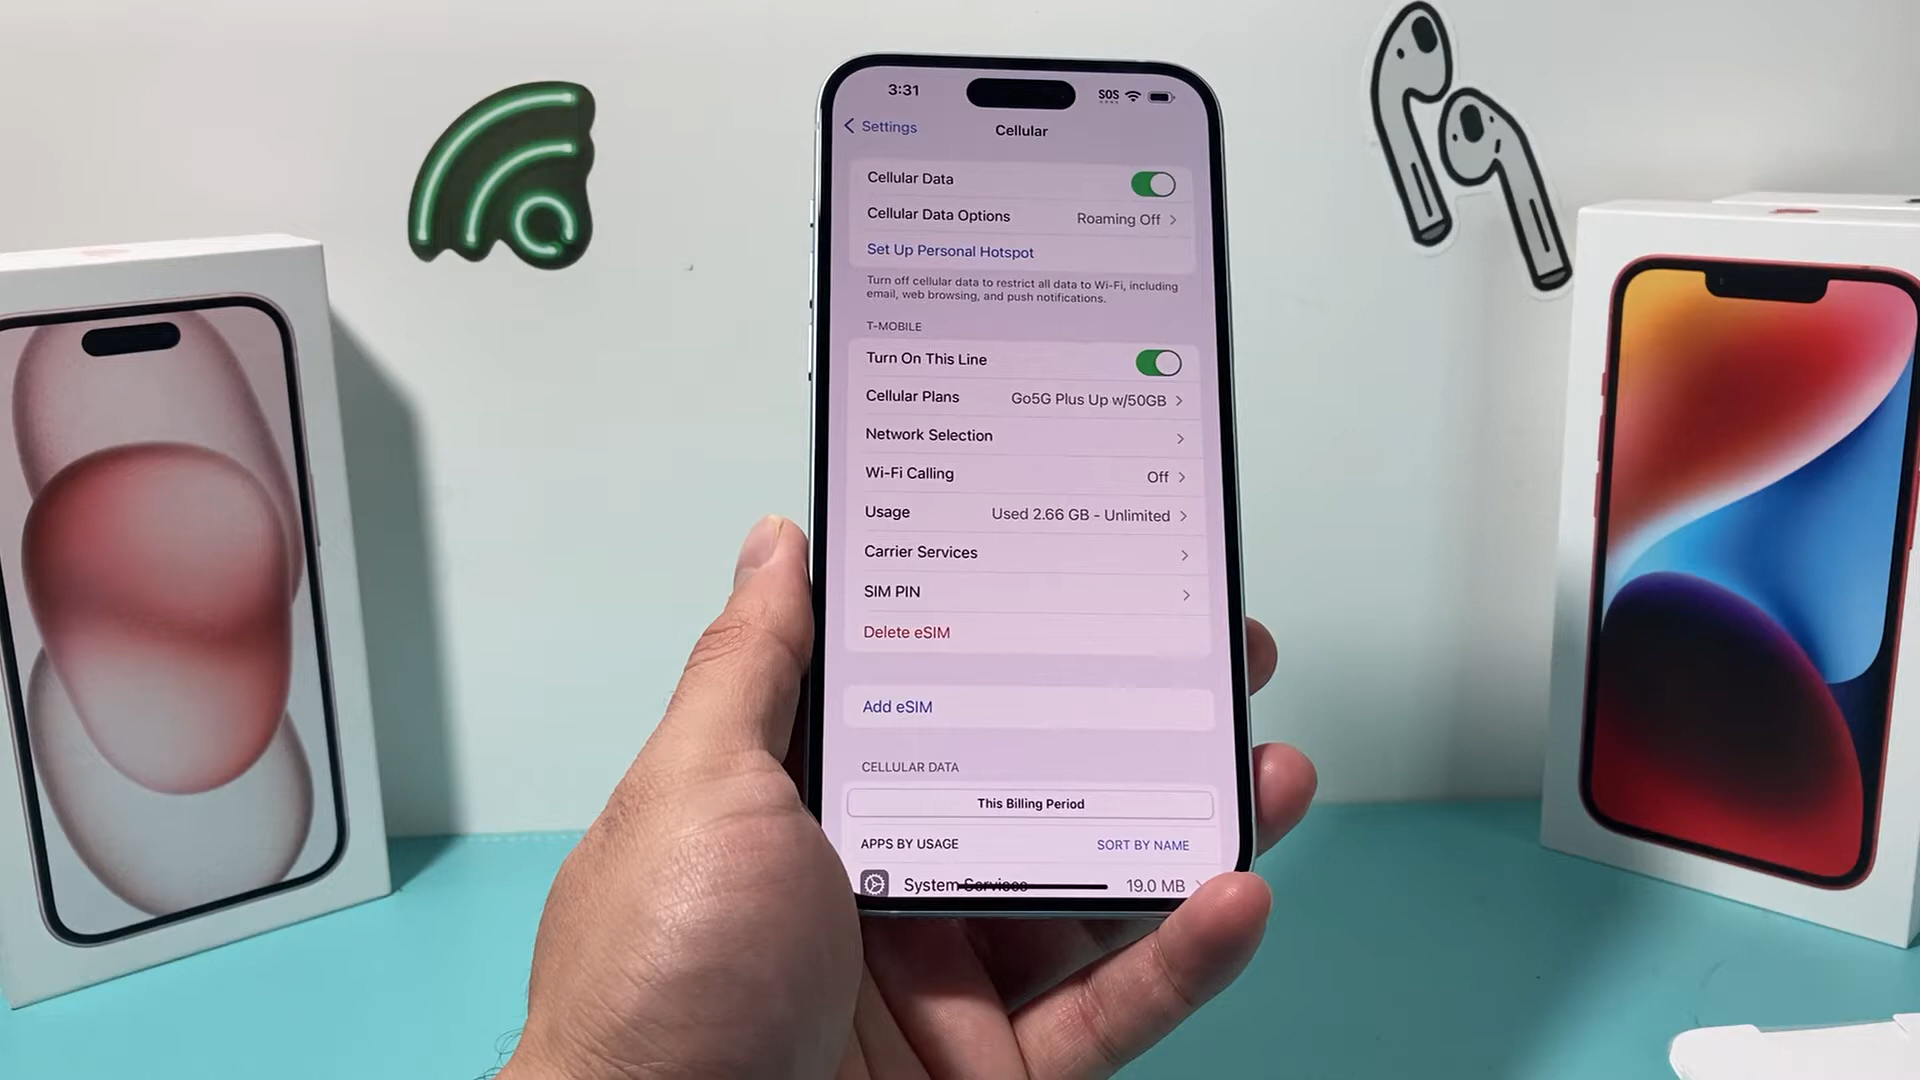 3:31
SOS
Settings
Cellular
Cellular Data
Cellular Data Options Roaming Off
Set Up Personal Hotspot
Turn off cellular data to restrict all data to Wi-Fi, including
email, web browsing, and push notifications.
T-MOBILE
Turn On This Line
Cellular Plans Go5G Plus Up w/50GB
Network Selection
Wi-Fi Calling Off
Usage Used 2.66 GB - Unlimited
Carrier Services
SIM PIN
Delete eSIM
Add eSIM
CELLULAR DATA
This Billing Period
APPS BY USAGE SORT BY NAME
System Services 19.0 MB